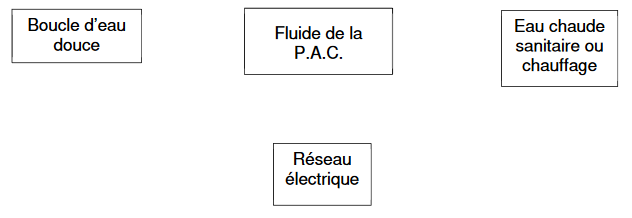 Boucle d'eau
douce
Fluide de la
P.A.C.
Eau chaude
sanitaire ou
chauffage
Réseau
électrique